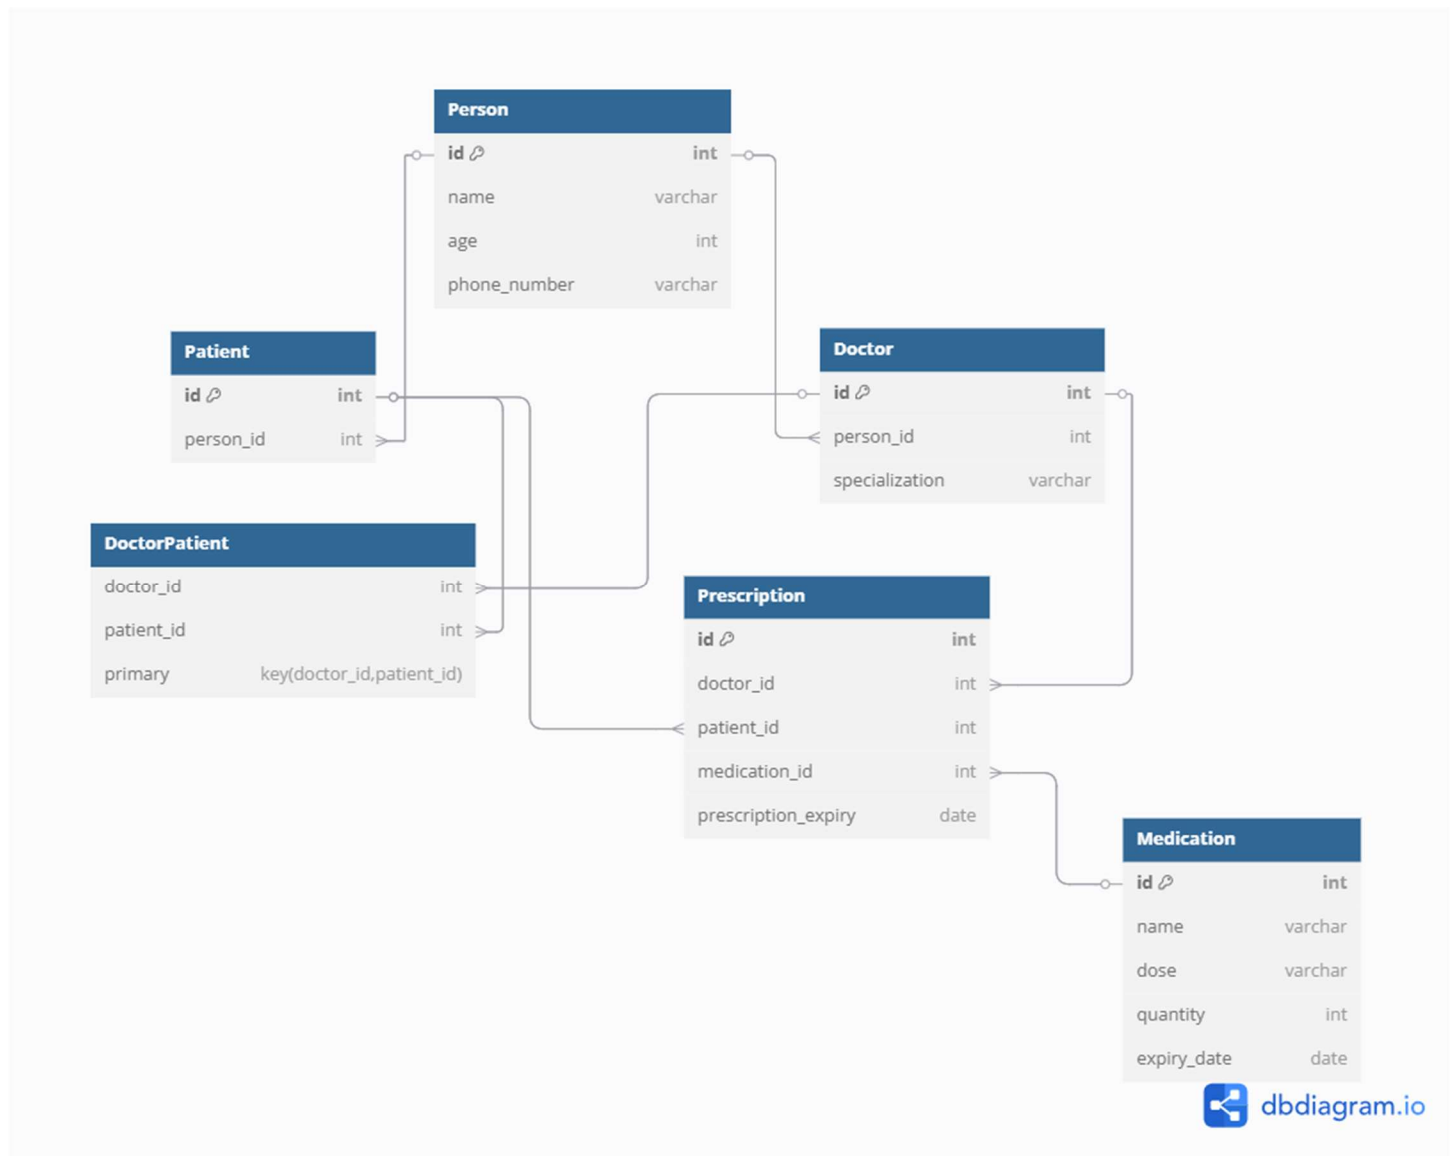 Person
id int
name varchar
age int
phone_number varchar
Patient
id int
person_id int
Doctor
id int
person_id int
specialization varchar
DoctorPatient
doctor_id int
patient_id int
primary key(doctor_id,patient_id)
Prescription
id int
doctor_id int
patient_id int
medication_id int
prescription_expiry date
Medication
id int
name varchar
dose varchar
quantity int
expiry_date date
dbdiagram.io